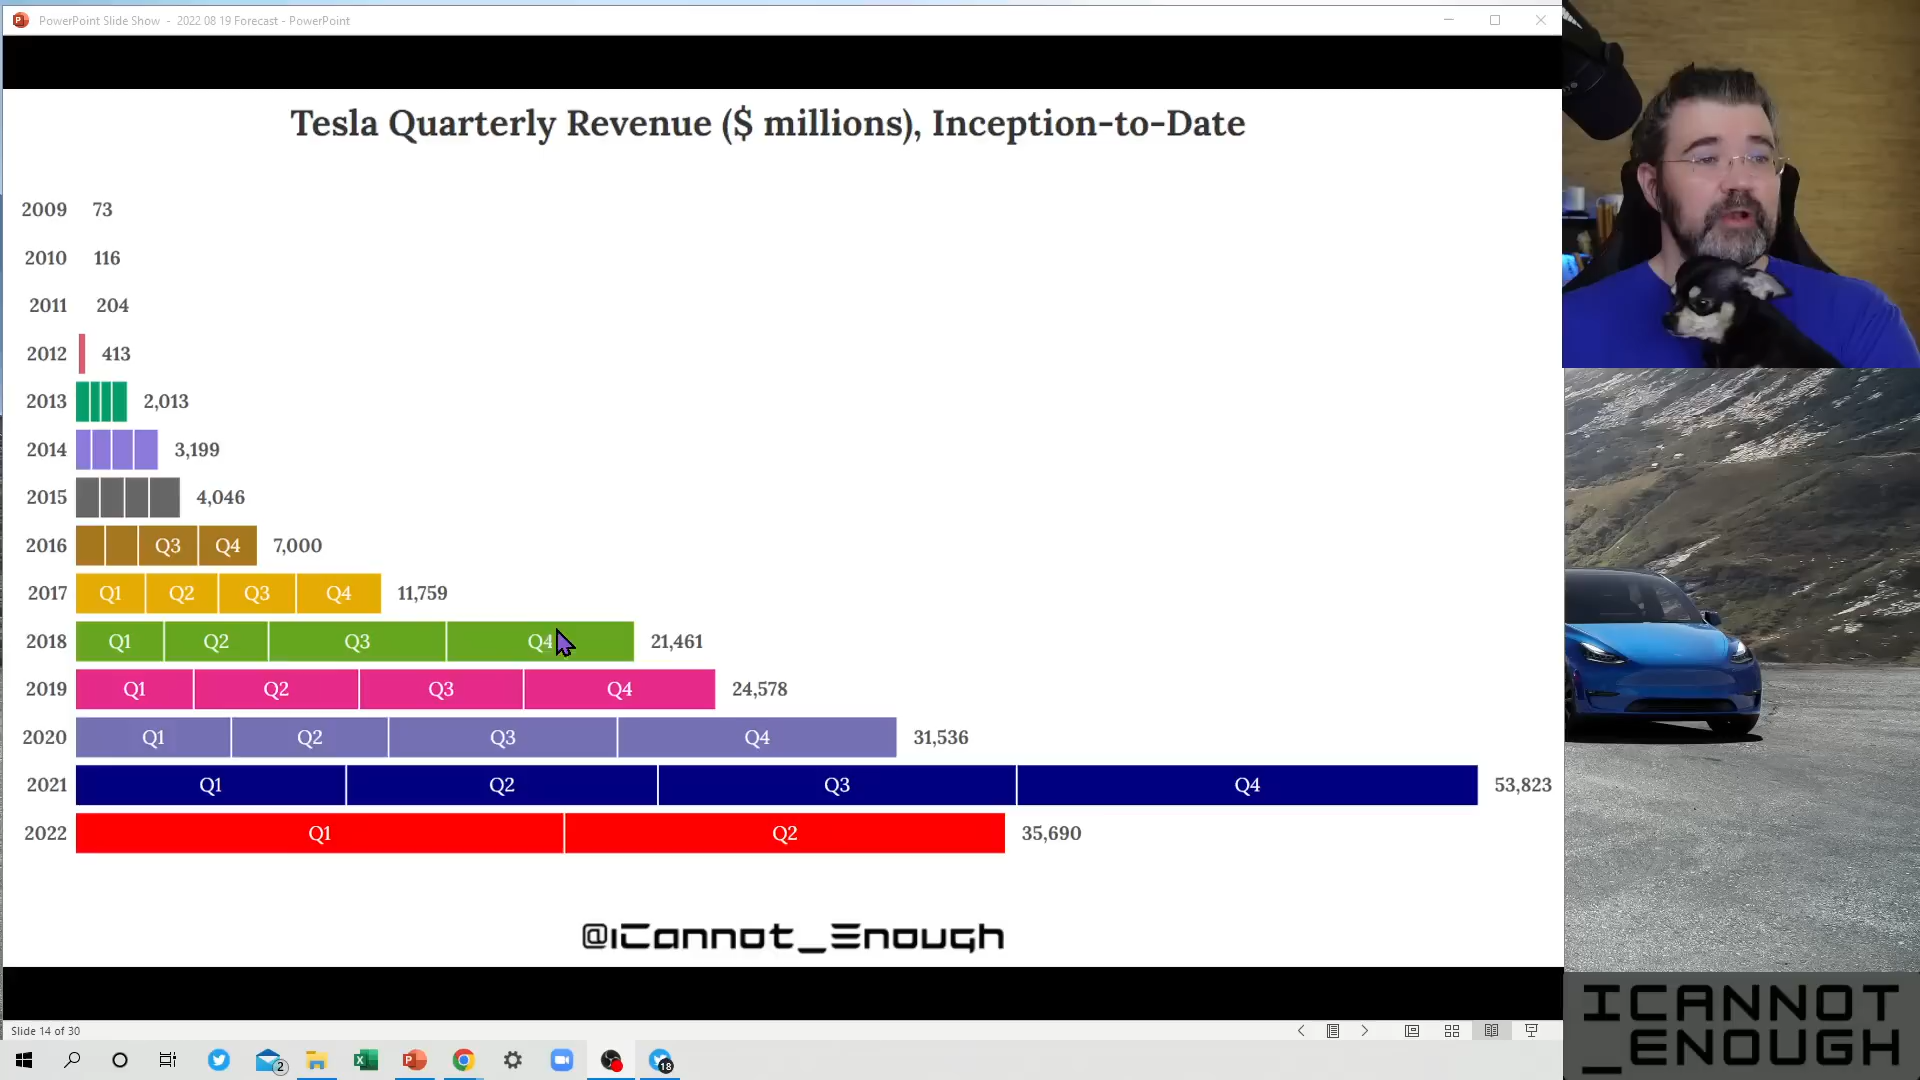 PowerPoint Slide Show - 2022 08 19 Forecast - PowerPoint
Tesla Quarterly Revenue ($ millions), Inception-to-Date
2009 73
2010 116
2011 204
2012 413
2013 2,013
2014 3,199
2015 4,046
2016 Q3 Q4 7,000
2017 Q1 Q2 Q3 Q4 11,759
2018 Q1 Q2 Q3 Q4 21,461
2019 Q1 Q2 Q3 Q4 24,578
2020 Q1 Q2 Q3 Q4 31,536
2021 Q1 Q2 Q3 Q4 53,823
2022 Q1 Q2 35,690
@iCannot_Enough
ICANNOT
_ENOUGH
Slide 14 of 30
2
18